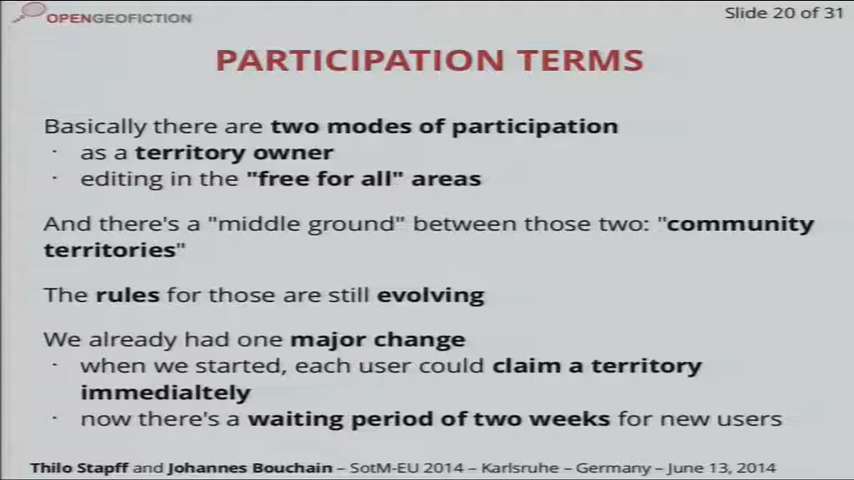 OPENGEOFICTION
Slide 20 of 31
PARTICIPATION TERMS
Basically there are two modes of participation
· as a territory owner
· editing in the "free for all" areas
And there's a "middle ground" between those two: "community
territories"
The rules for those are still evolving
We already had one major change
· when we started, each user could claim a territory
immedialtely
· now there's a waiting period of two weeks for new users
Thilo Stapff and Johannes Bouchain – SotM-EU 2014 – Karlsruhe – Germany – June 13, 2014